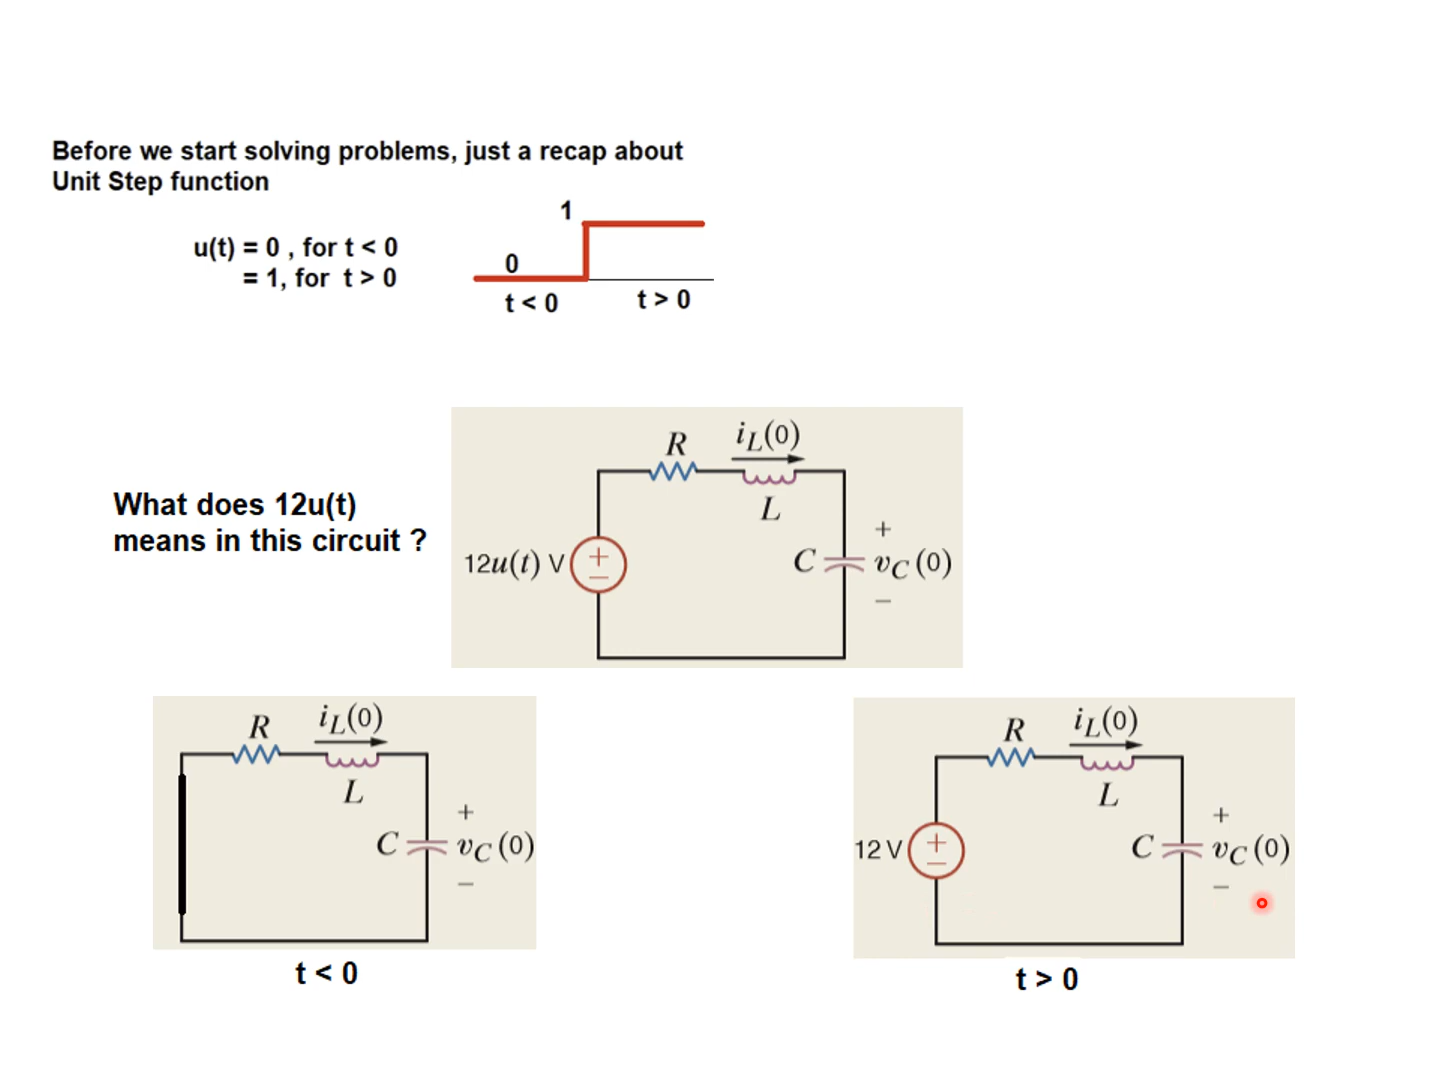 Before we start solving problems, just a recap about
Unit Step function
1
u(t) = 0 , for t < 0
= 1, for t > 0
0
t < 0
t > 0
What does 12u(t)
means in this circuit ?
R
iL(0)
L
+
12u(t) V
+
−
C
vC(0)
−
R
iL(0)
L
+
C
vC(0)
−
t < 0
R
iL(0)
L
+
12 V
+
−
C
vC(0)
−
t > 0